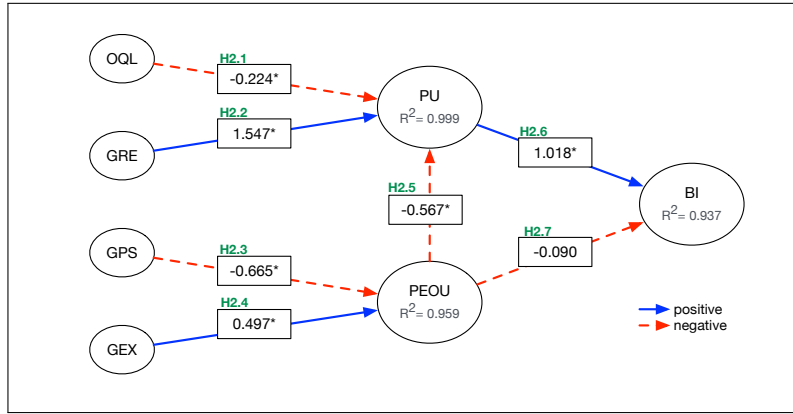 OQL
H2.1
-0.224*
PU
R2= 0.999
H2.2
1.547*
GRE
H2.6
1.018*
H2.5
-0.567*
BI
R2= 0.937
GPS
H2.3
-0.665*
H2.7
-0.090
PEOU
R2= 0.959
H2.4
0.497*
GEX
positive
negative